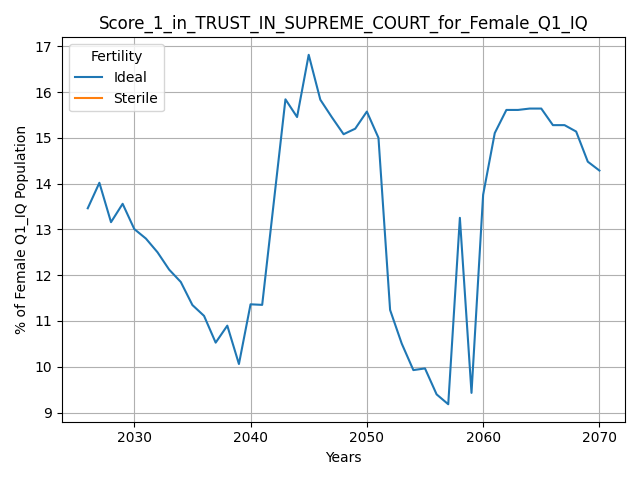 Score_1_in_TRUST_IN_SUPREME_COURT_for_Female_Q1_IQ
Fertility
Ideal
Sterile
% of Female Q1_IQ Population
17
16
15
14
13
12
11
10
9
2030 2040 2050 2060 2070
Years